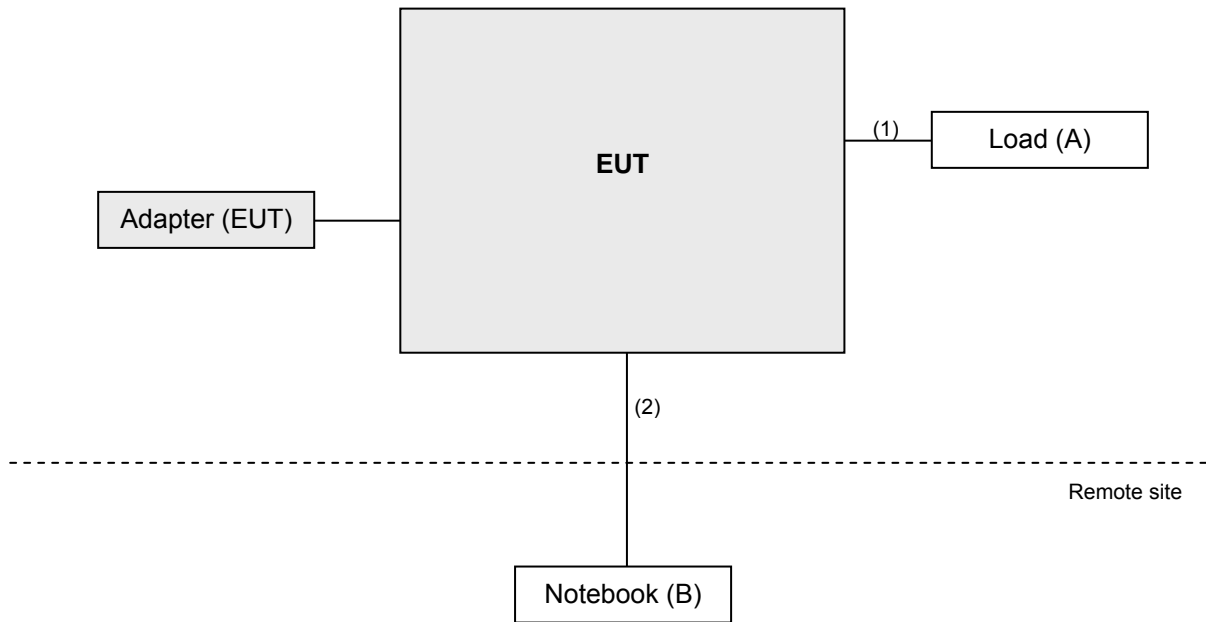 (1)
Load (A)
EUT
Adapter (EUT)
(2)
Remote site
Notebook (B)